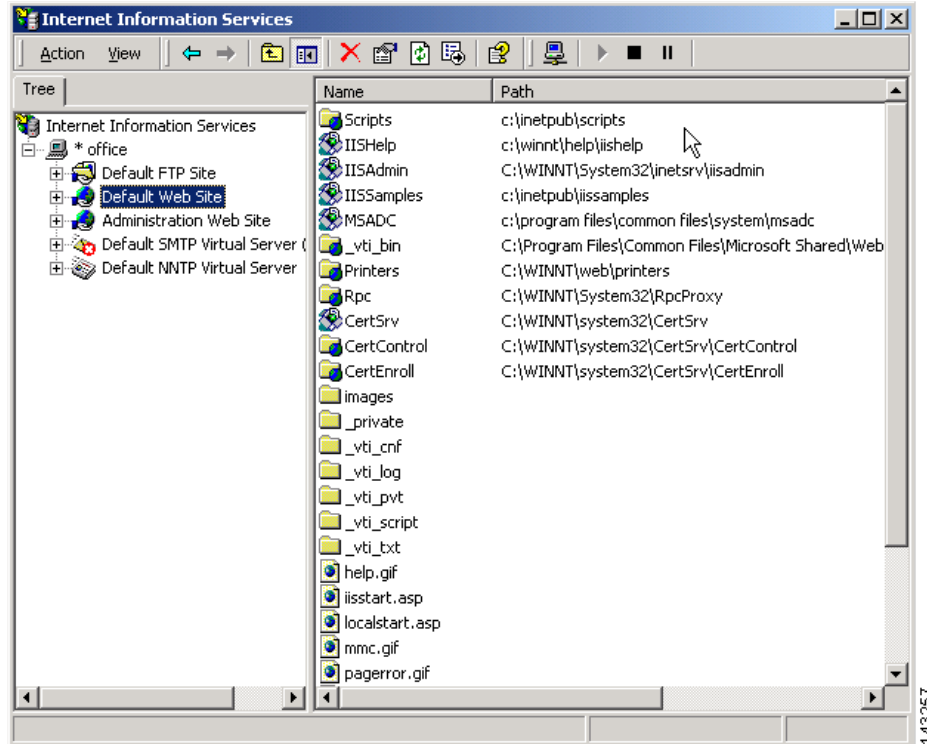 Internet Information Services
Action View
Tree
Name Path
Internet Information Services
* office
Default FTP Site
Default Web Site
Administration Web Site
Default SMTP Virtual Server (
Default NNTP Virtual Server
Scripts c:\inetpub\scripts
IISHelp c:\winnt\help\iishelp
IISAdmin C:\WINNT\System32\inetsrv\iisadmin
IISSamples c:\inetpub\iissamples
MSADC c:\program files\common files\system\msadc
_vti_bin C:\Program Files\Common Files\Microsoft Shared\Web
Printers C:\WINNT\web\printers
Rpc C:\WINNT\System32\RpcProxy
CertSrv C:\WINNT\system32\CertSrv
CertControl C:\WINNT\system32\CertSrv\CertControl
CertEnroll C:\WINNT\system32\CertSrv\CertEnroll
images
_private
_vti_cnf
_vti_log
_vti_pvt
_vti_script
_vti_txt
help.gif
iisstart.asp
localstart.asp
mmc.gif
pagerror.gif
143257